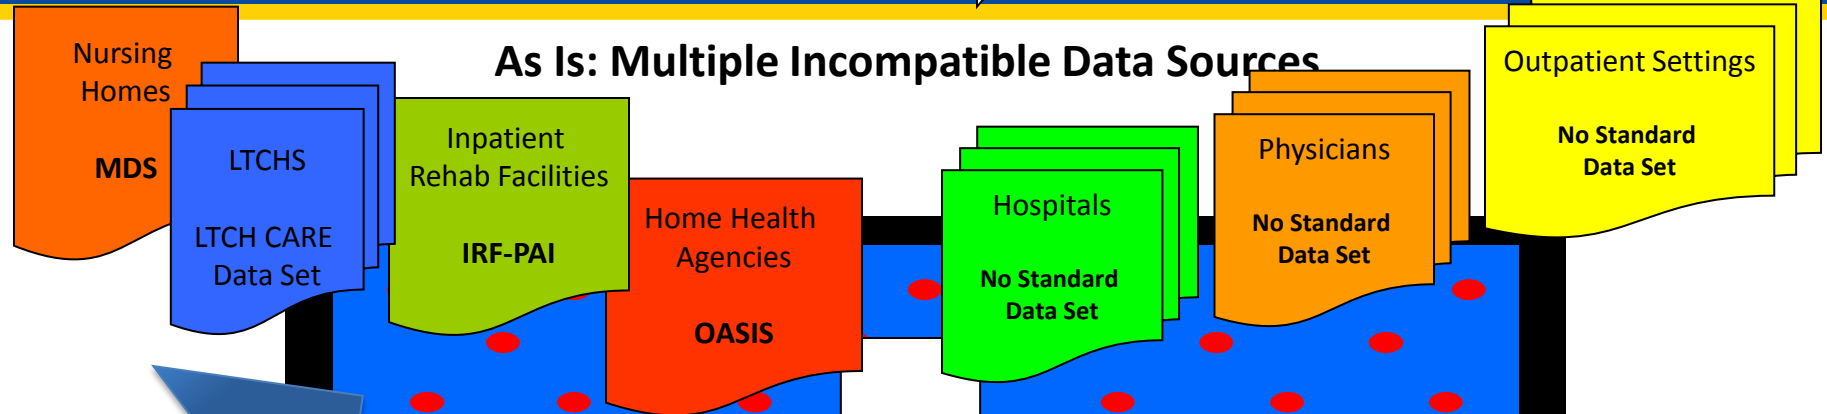 As Is: Multiple Incompatible Data Sources
Nursing
Homes
MDS
LTCHS
LTCH CARE
Data Set
Inpatient
Rehab Facilities
IRF-PAI
Home Health
Agencies
OASIS
Hospitals
No Standard
Data Set
Physicians
No Standard
Data Set
Outpatient Settings
No Standard
Data Set